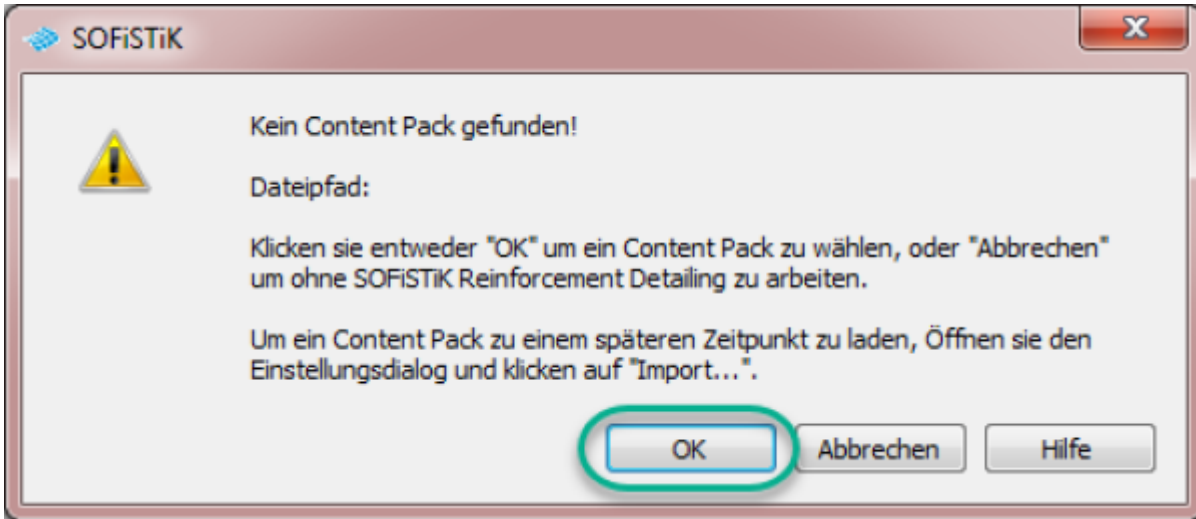 SOFiSTiK
Kein Content Pack gefunden!
Dateipfad:
Klicken sie entweder "OK" um ein Content Pack zu wählen, oder "Abbrechen"
um ohne SOFiSTiK Reinforcement Detailing zu arbeiten.
Um ein Content Pack zu einem späteren Zeitpunkt zu laden, Öffnen sie den
Einstellungsdialog und klicken auf "Import...".
OK Abbrechen Hilfe